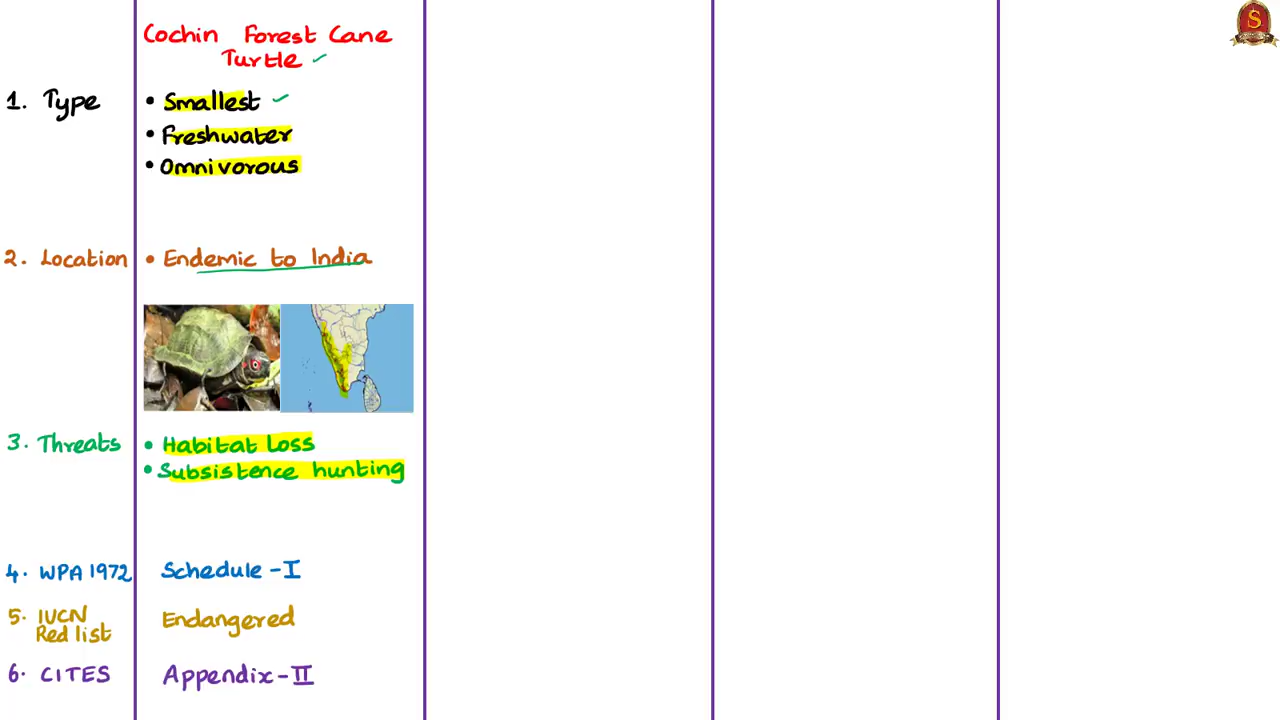 Cochin Forest Cane
Turtle
1. Type
• Smallest
• Freshwater
• Omnivorous
2. Location
• Endemic to India
3. Threats
• Habitat Loss
• Subsistence hunting
4. WPA 1972
Schedule - I
5. IUCN
Red list
Endangered
6. CITES
Appendix - II
S